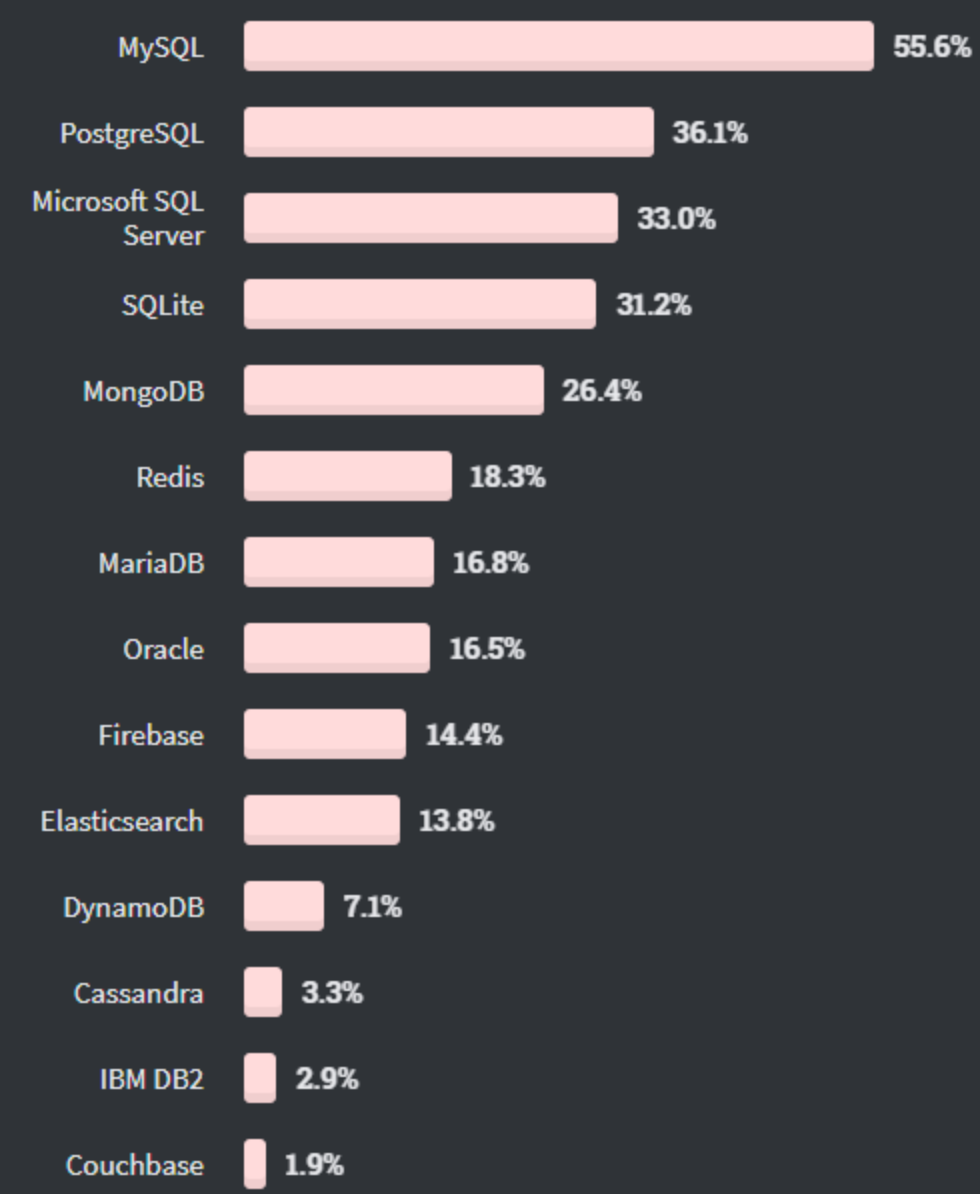 MySQL 55.6%
PostgreSQL 36.1%
Microsoft SQL
Server 33.0%
SQLite 31.2%
MongoDB 26.4%
Redis 18.3%
MariaDB 16.8%
Oracle 16.5%
Firebase 14.4%
Elasticsearch 13.8%
DynamoDB 7.1%
Cassandra 3.3%
IBM DB2 2.9%
Couchbase 1.9%